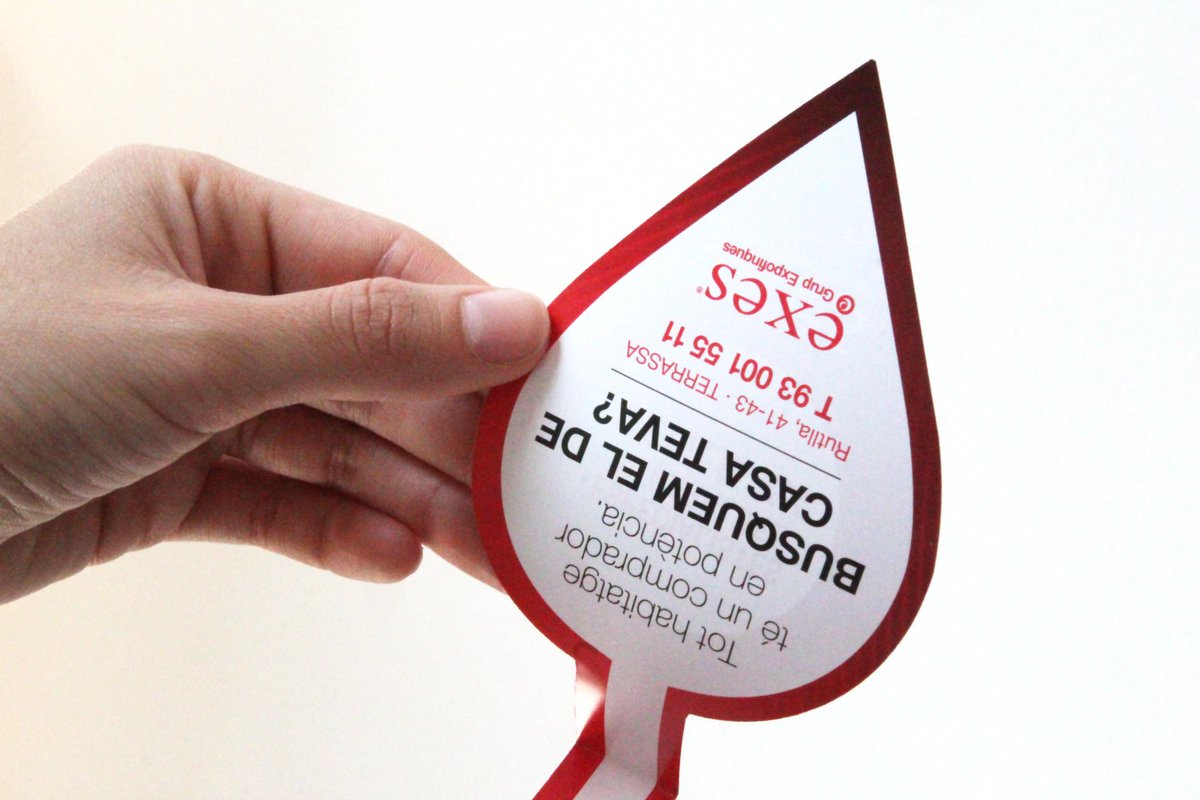 Tot habitatge
té un comprador
en potència.
BUSQUEM EL DE
CASA TEVA?
Rutlla, 41-43 · TERRASSA
T 93 001 55 11
exes®
e Grup Expofinques